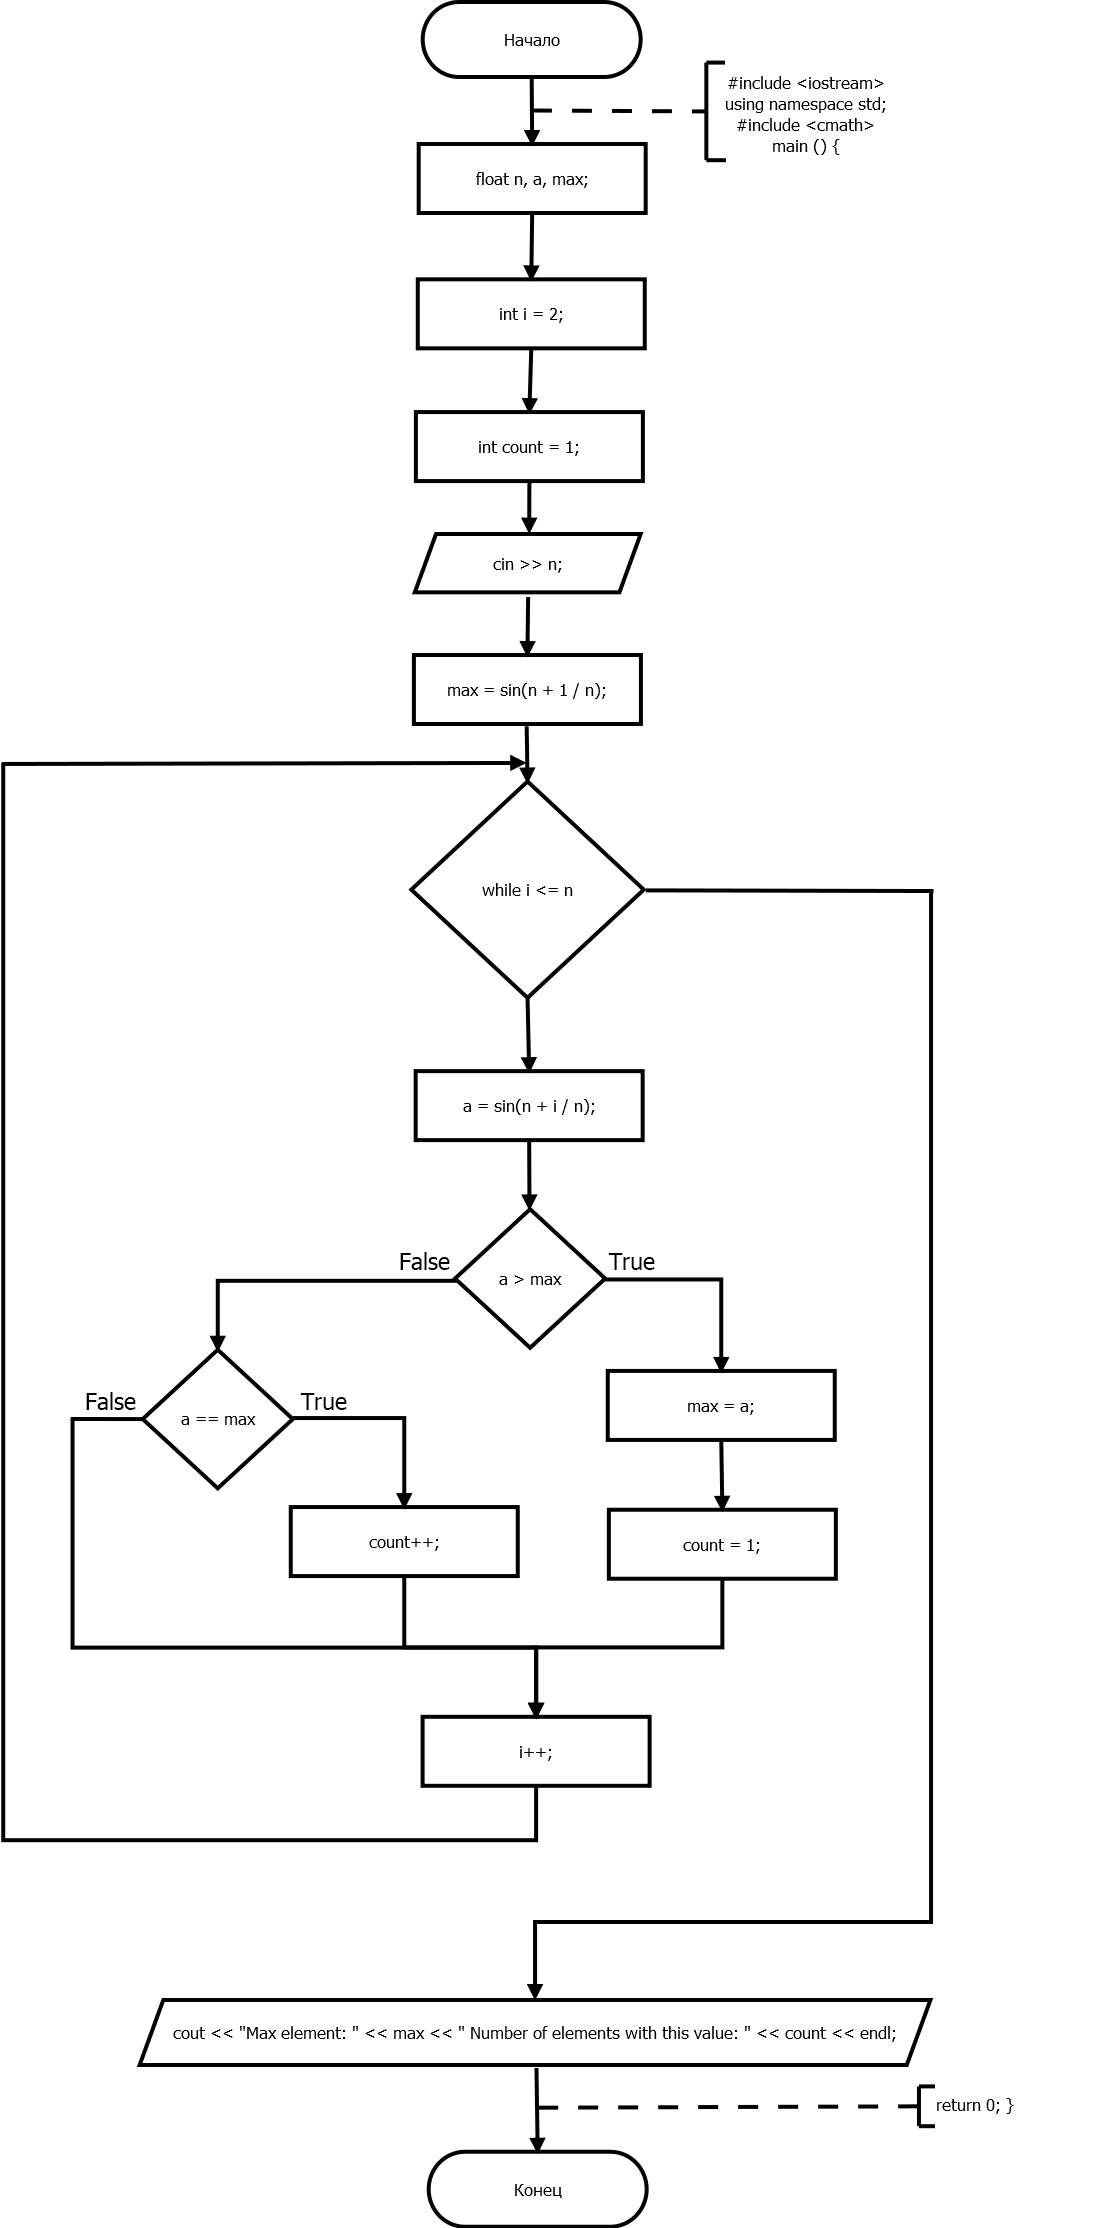 Начало
#include <iostream>
using namespace std;
#include <cmath>
main () {
float n, a, max;
int i = 2;
int count = 1;
cin >> n;
max = sin(n + 1 / n);
while i <= n
a = sin(n + i / n);
False
True
a > max
False
True
a == max
max = a;
count++;
count = 1;
i++;
cout << "Max element: " << max << " Number of elements with this value: " << count << endl;
return 0; }
Конец